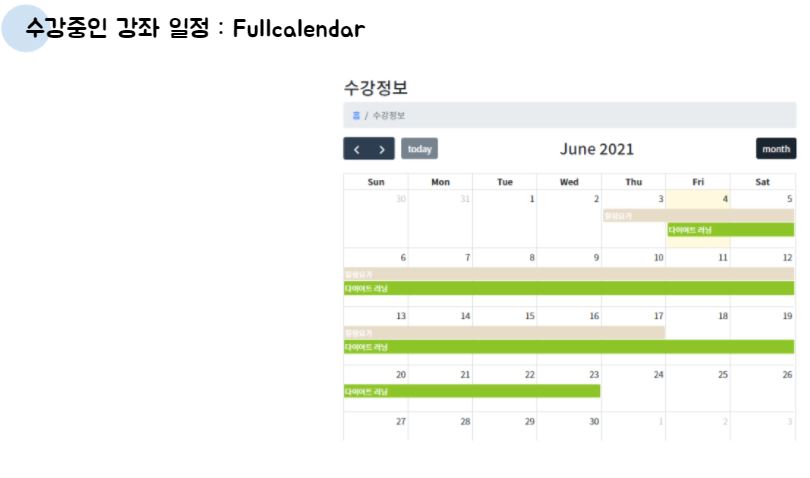 수강중인 강좌 일정 : Fullcalendar
수강정보
홈 / 수강정보
< > today June 2021 month
Sun Mon Tue Wed Thu Fri Sat
30 31 1 2 3 4 5
힐링요가
다이어트 러닝
6 7 8 9 10 11 12
힐링요가
다이어트 러닝
13 14 15 16 17 18 19
힐링요가
다이어트 러닝
20 21 22 23 24 25 26
다이어트 러닝
27 28 29 30 1 2 3